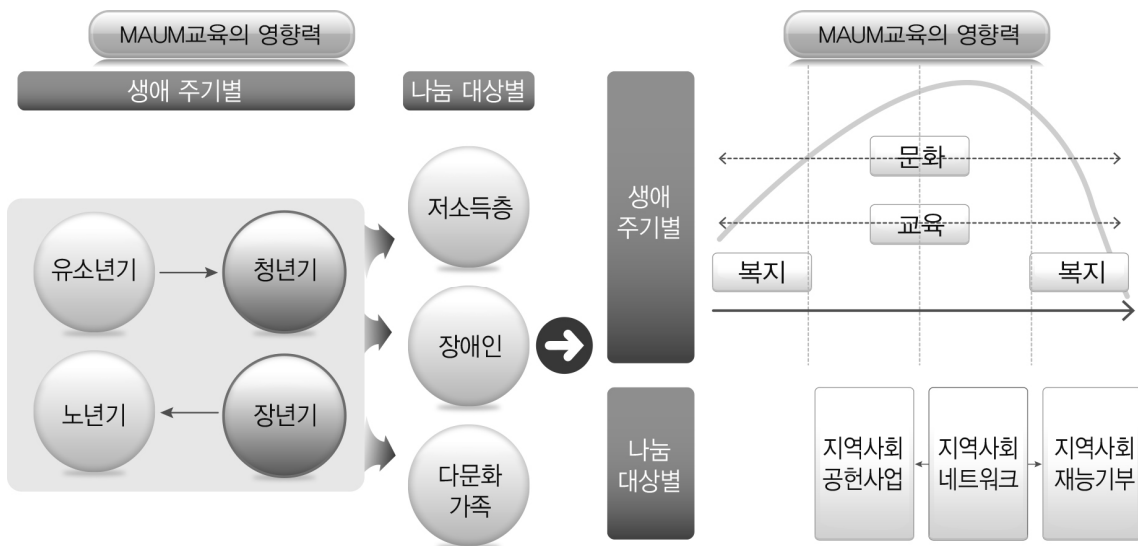 MAUM교육의 영향력
생애 주기별
나눔 대상별
유소년기
청년기
노년기
장년기
저소득층
장애인
다문화
가족
MAUM교육의 영향력
생애
주기별
문화
교육
복지
복지
나눔
대상별
지역사회
공헌사업
지역사회
네트워크
지역사회
재능기부